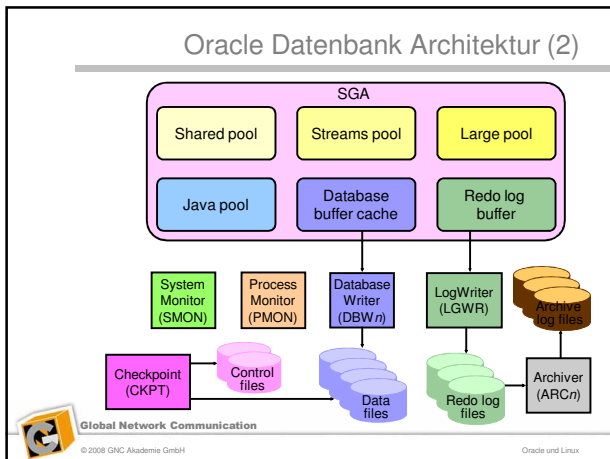 Oracle Datenbank Architektur (2)
SGA
Shared pool
Streams pool
Large pool
Java pool
Database
buffer cache
Redo log
buffer
System
Monitor
(SMON)
Process
Monitor
(PMON)
Database
Writer
(DBWn)
LogWriter
(LGWR)
Archive
log files
Checkpoint
(CKPT)
Control
files
Data
files
Redo log
files
Archiver
(ARCn)
Global Network Communication
© 2008 GNC Akademie GmbH
Oracle und Linux